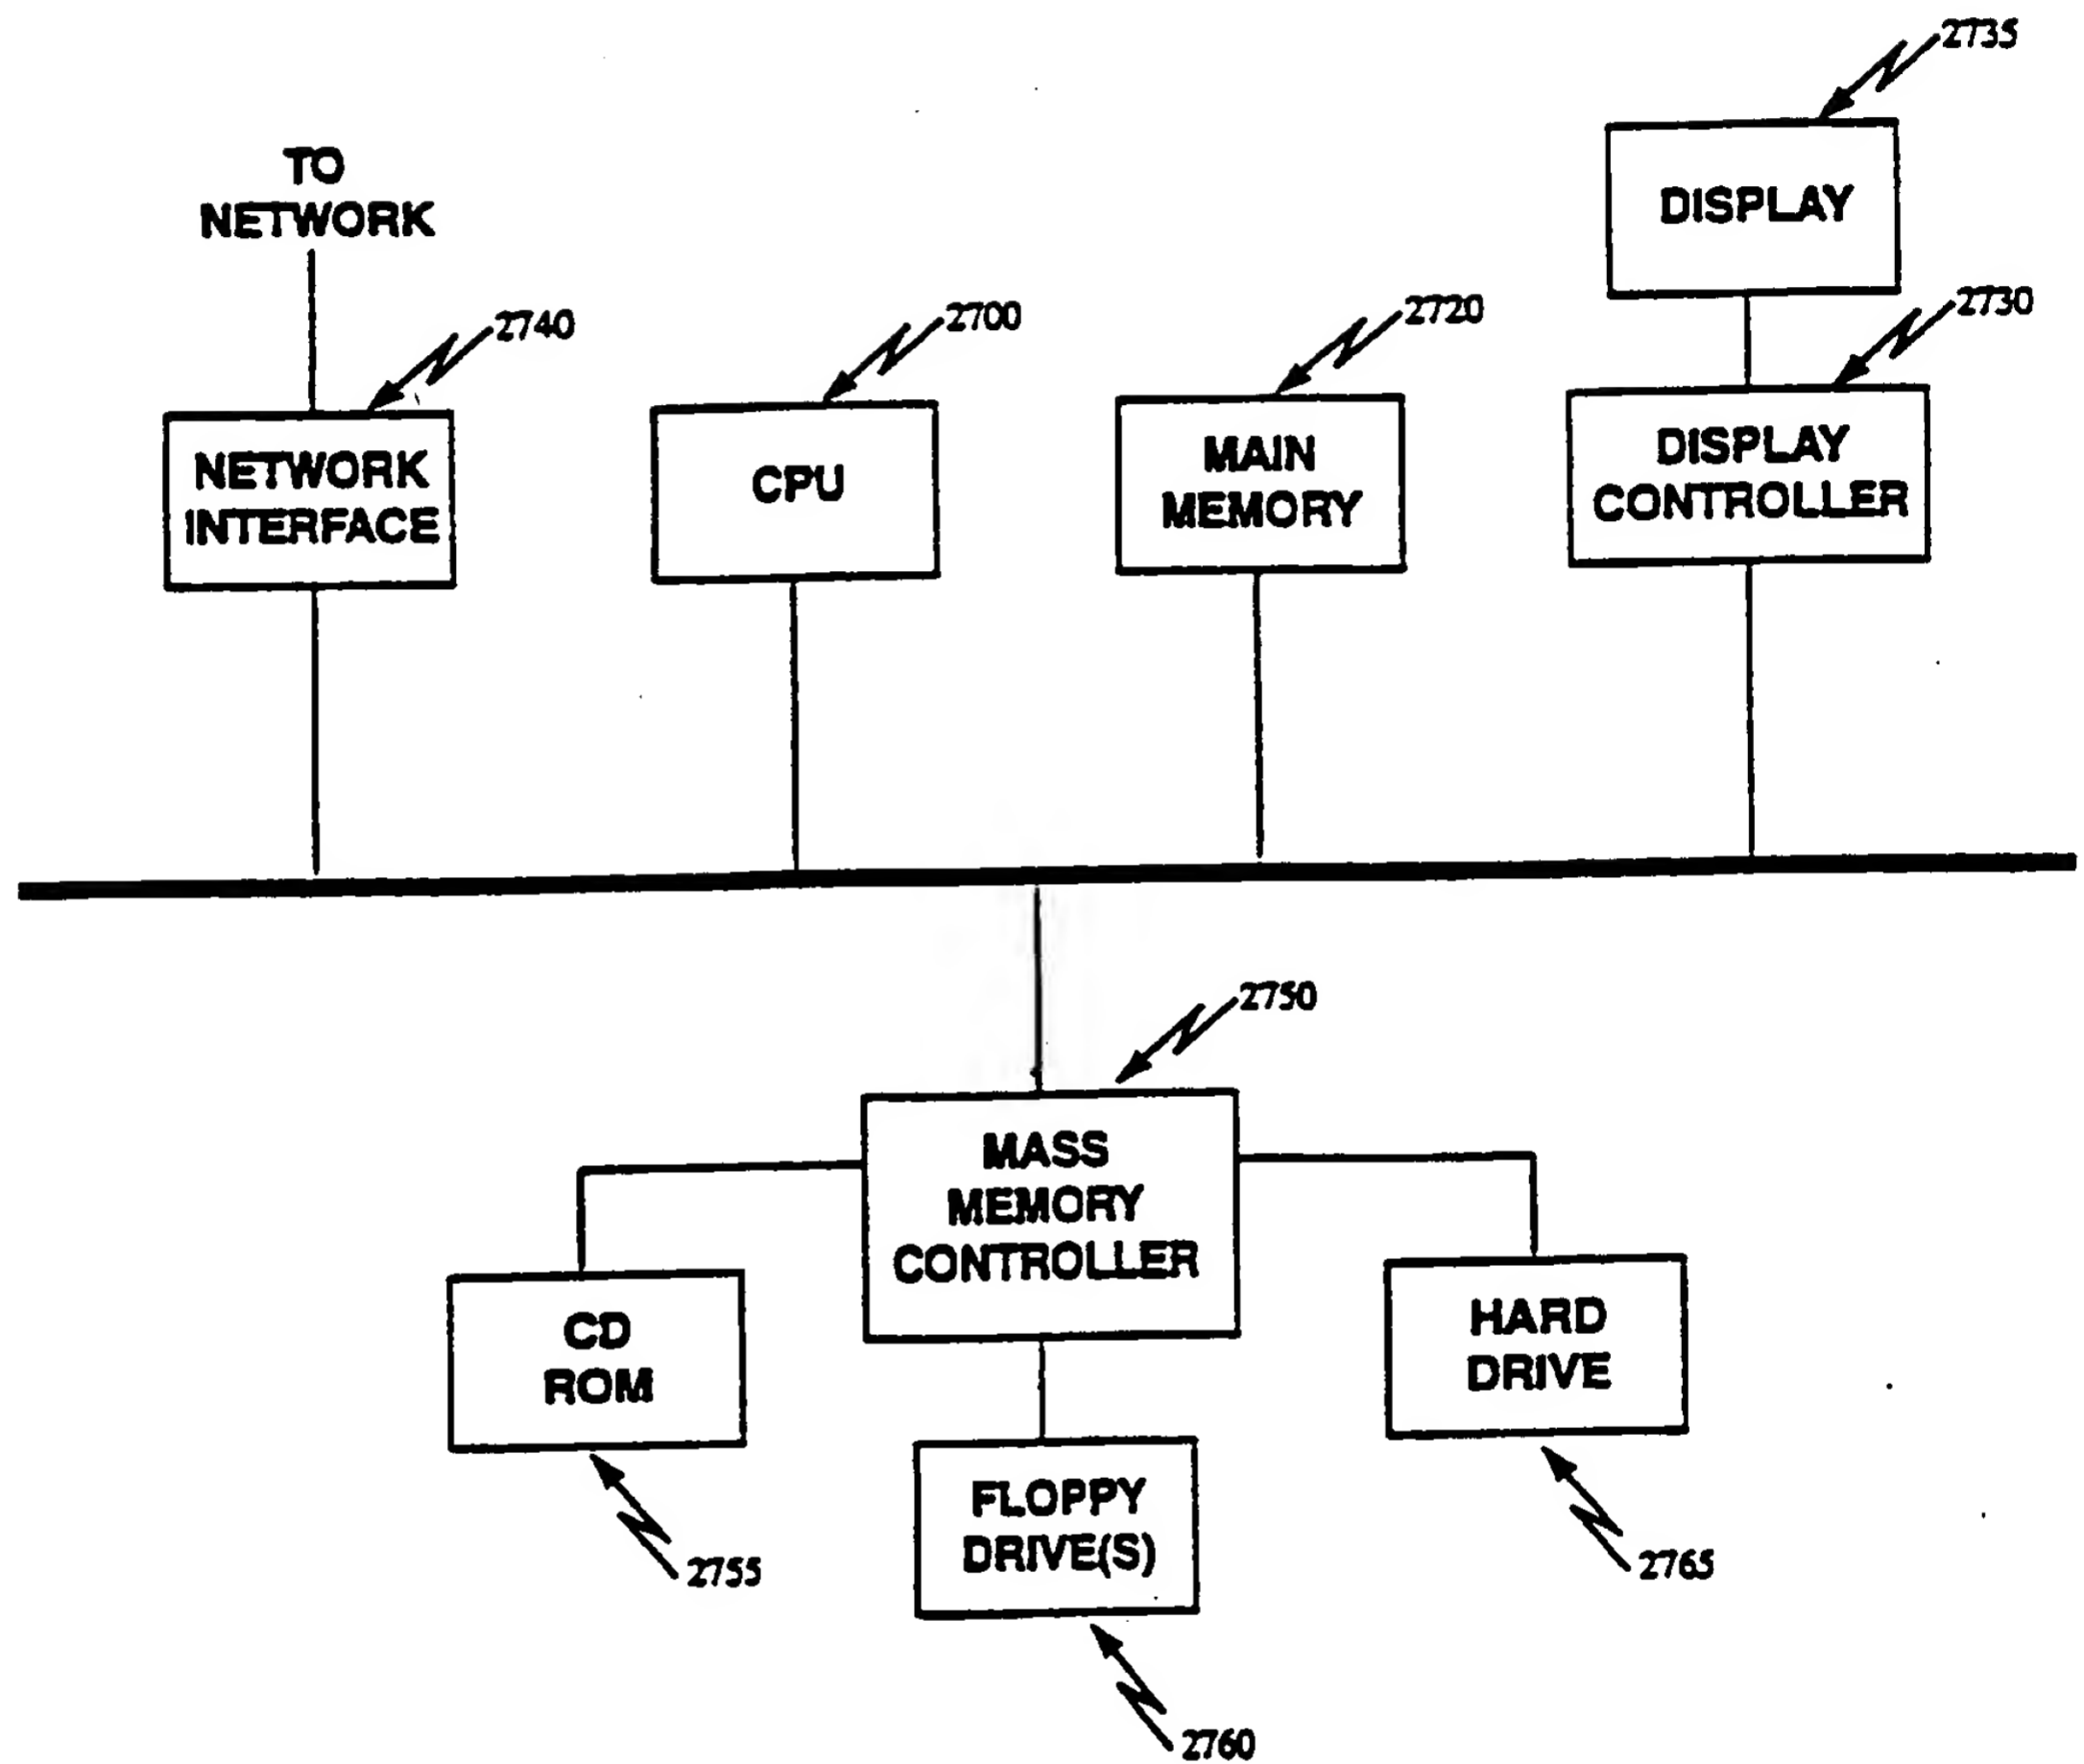 2735
TO
NETWORK
DISPLAY
2740
2700
2720
2730
NETWORK
INTERFACE
CPU
MAIN
MEMORY
DISPLAY
CONTROLLER
2750
MASS
MEMORY
CONTROLLER
CD
ROM
HARD
DRIVE
FLOPPY
DRIVE(S)
2755
2765
2760